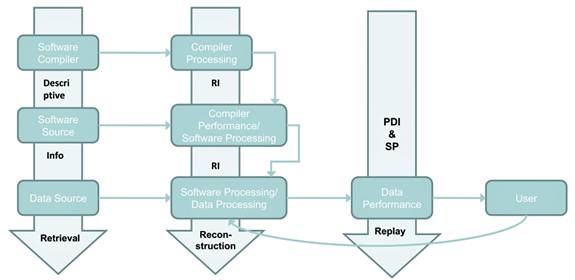 Software
Compiler
Compiler
Processing
Descri
ptive
RI
Software
Source
Compiler
Performance/
Software Processing
PDI
&
SP
Info
RI
Data Source
Software Processing/
Data Processing
Data
Performance
User
Retrieval
Recon-
struction
Replay